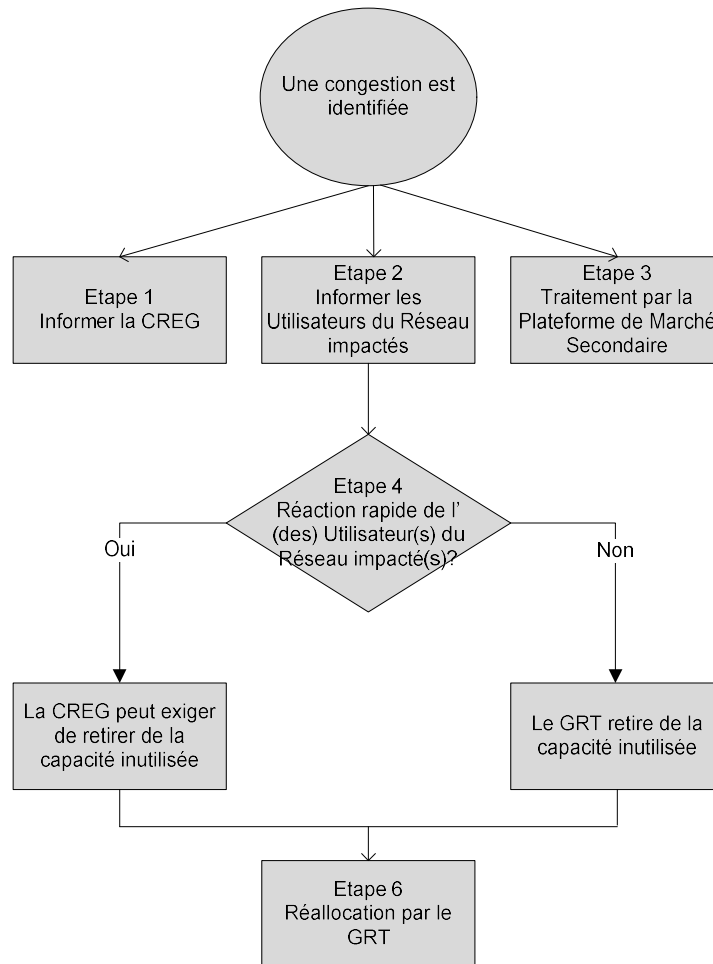 Une congestion est
identifiée
Etape 1
Informer la CREG
Etape 2
Informer les
Utilisateurs du Réseau
impactés
Etape 3
Traitement par la
Plateforme de Marché
Secondaire
Etape 4
Réaction rapide de l’
(des) Utilisateur(s) du
Réseau impacté(s)?
Oui
Non
La CREG peut exiger
de retirer de la
capacité inutilisée
Le GRT retire de la
capacité inutilisée
Etape 6
Réallocation par le
GRT